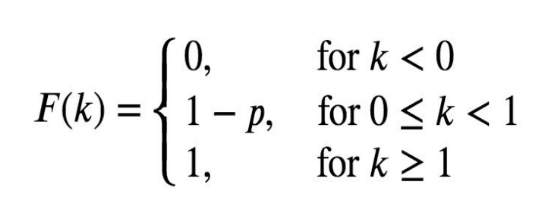 0, for k < 0
F(k) = { 1 − p, for 0 ≤ k < 1
1, for k ≥ 1